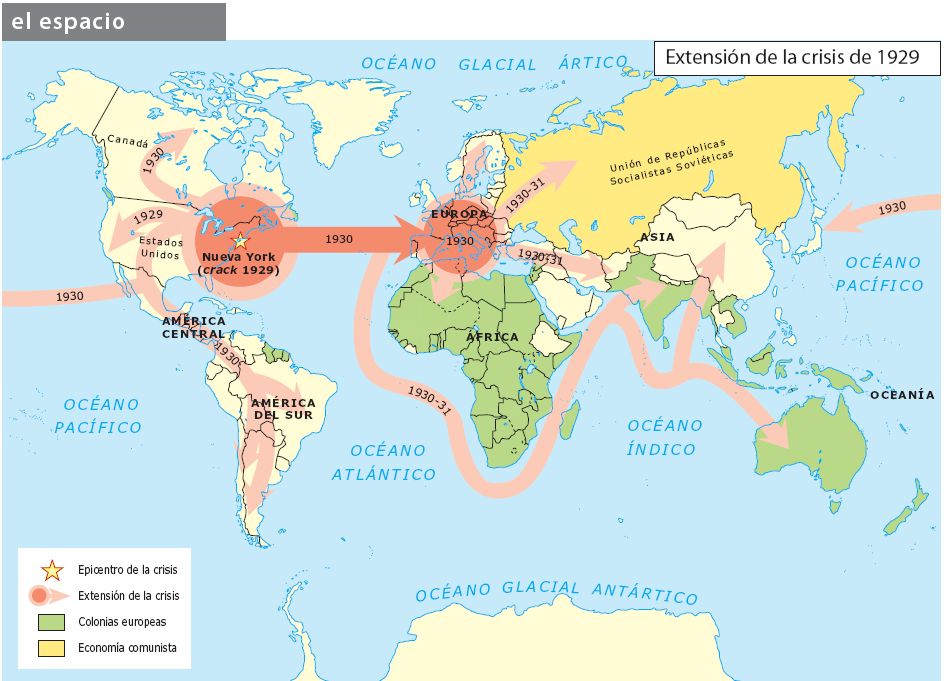 el espacio
Extensión de la crisis de 1929
OCÉANO GLACIAL ÁRTICO
Canadá
1930
Unión de Repúblicas
Socialistas Soviéticas
1930-31
1929
Estados
Unidos
Nueva York
(crack 1929)
1930
EUROPA
1930
1930-31
ASIA
1930
OCÉANO
PACÍFICO
1930
AMÉRICA
CENTRAL
1930
ÁFRICA
AMÉRICA
DEL SUR
1930-31
OCEANÍA
OCÉANO
PACÍFICO
OCÉANO
ATLÁNTICO
OCÉANO
ÍNDICO
OCÉANO GLACIAL ANTÁRTICO
Epicentro de la crisis
Extensión de la crisis
Colonias europeas
Economía comunista